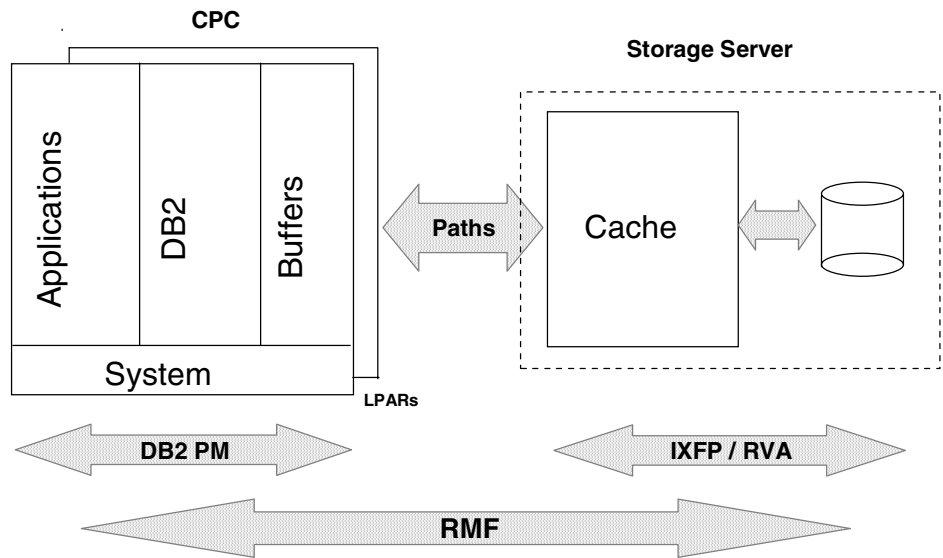 CPC
Storage Server
Applications
DB2
Buffers
Paths
Cache
System
LPARs
DB2 PM
IXFP / RVA
RMF